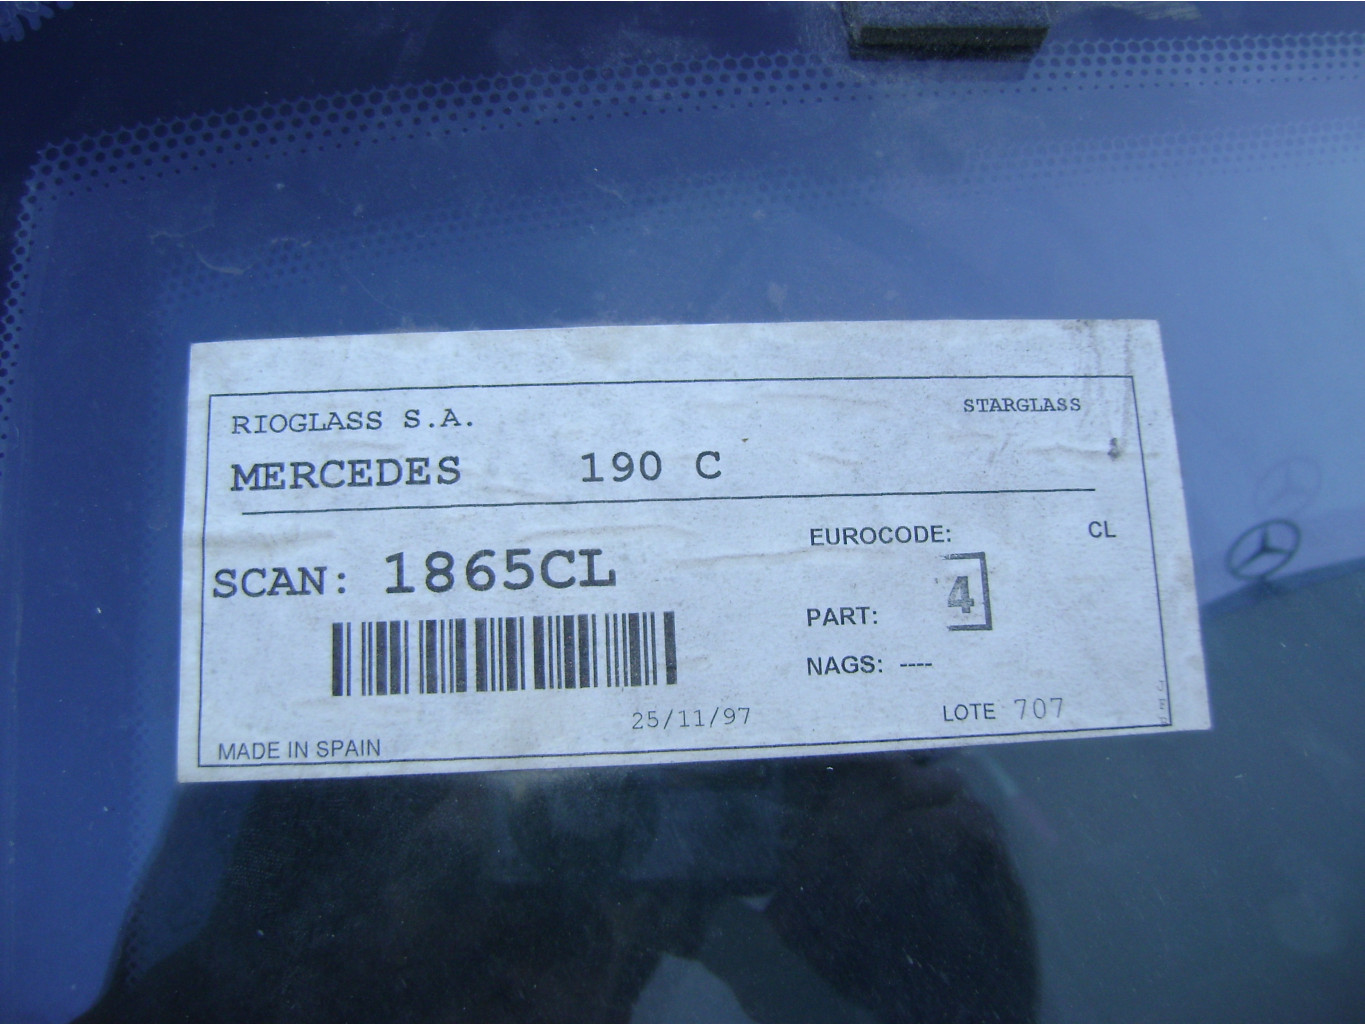 RIOGLASS S.A. STARGLASS
MERCEDES 190 C
SCAN: 1865CL
EUROCODE: CL
4
PART:
NAGS: ----
25/11/97
LOTE 707
MADE IN SPAIN